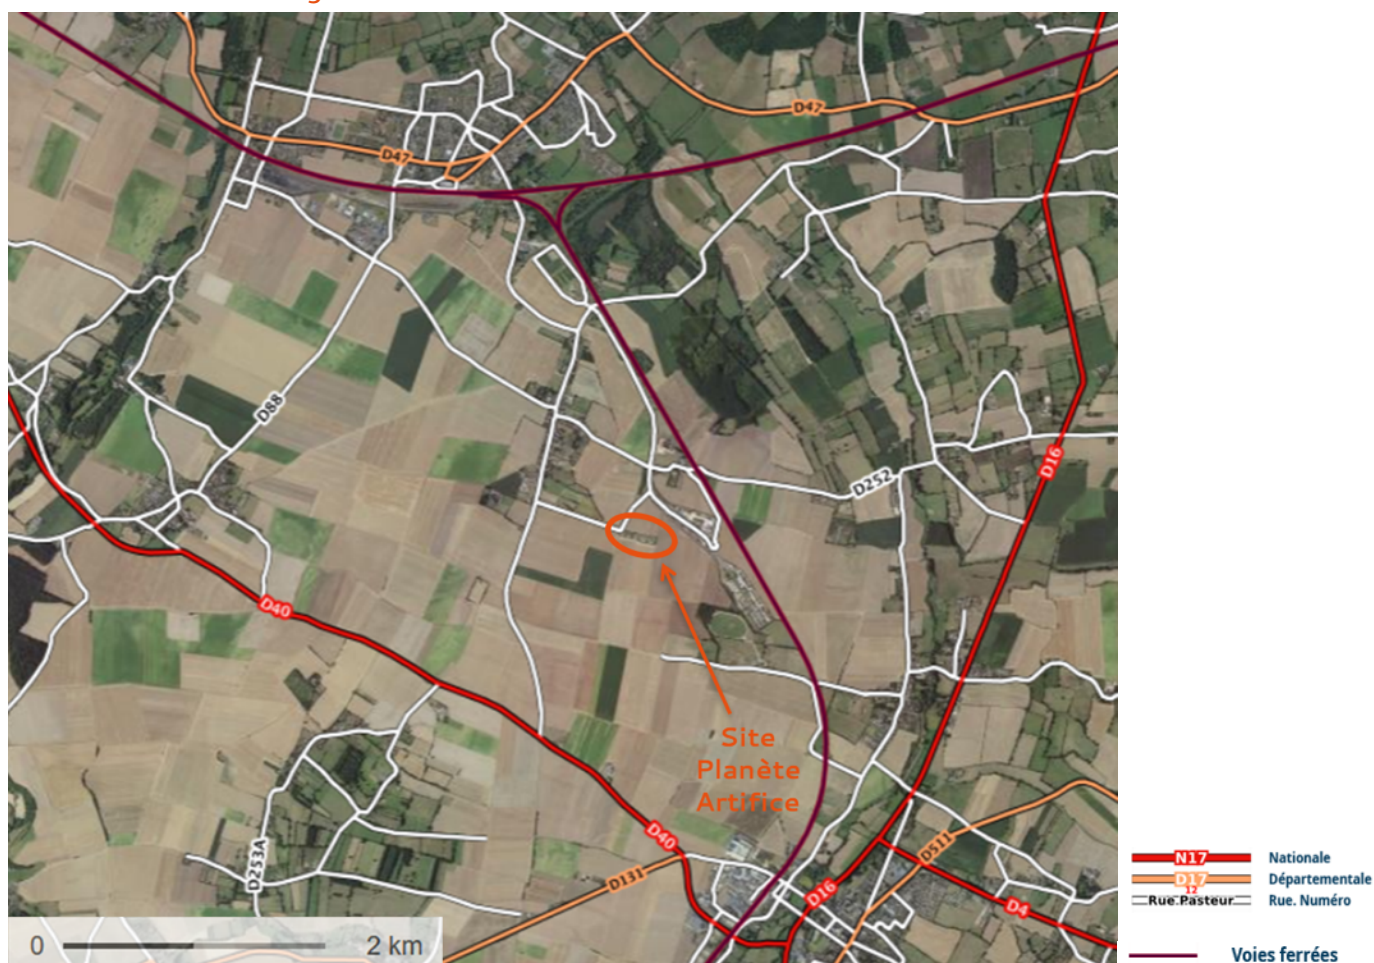 D47
D47
D88
D252
D16
D40
Site
Planète
Artifice
D40
D253A
D131
D511
D16
D4
0 2 km
N17 Nationale
D17 Départementale
12
Rue Pasteur Rue. Numéro
Voies ferrées